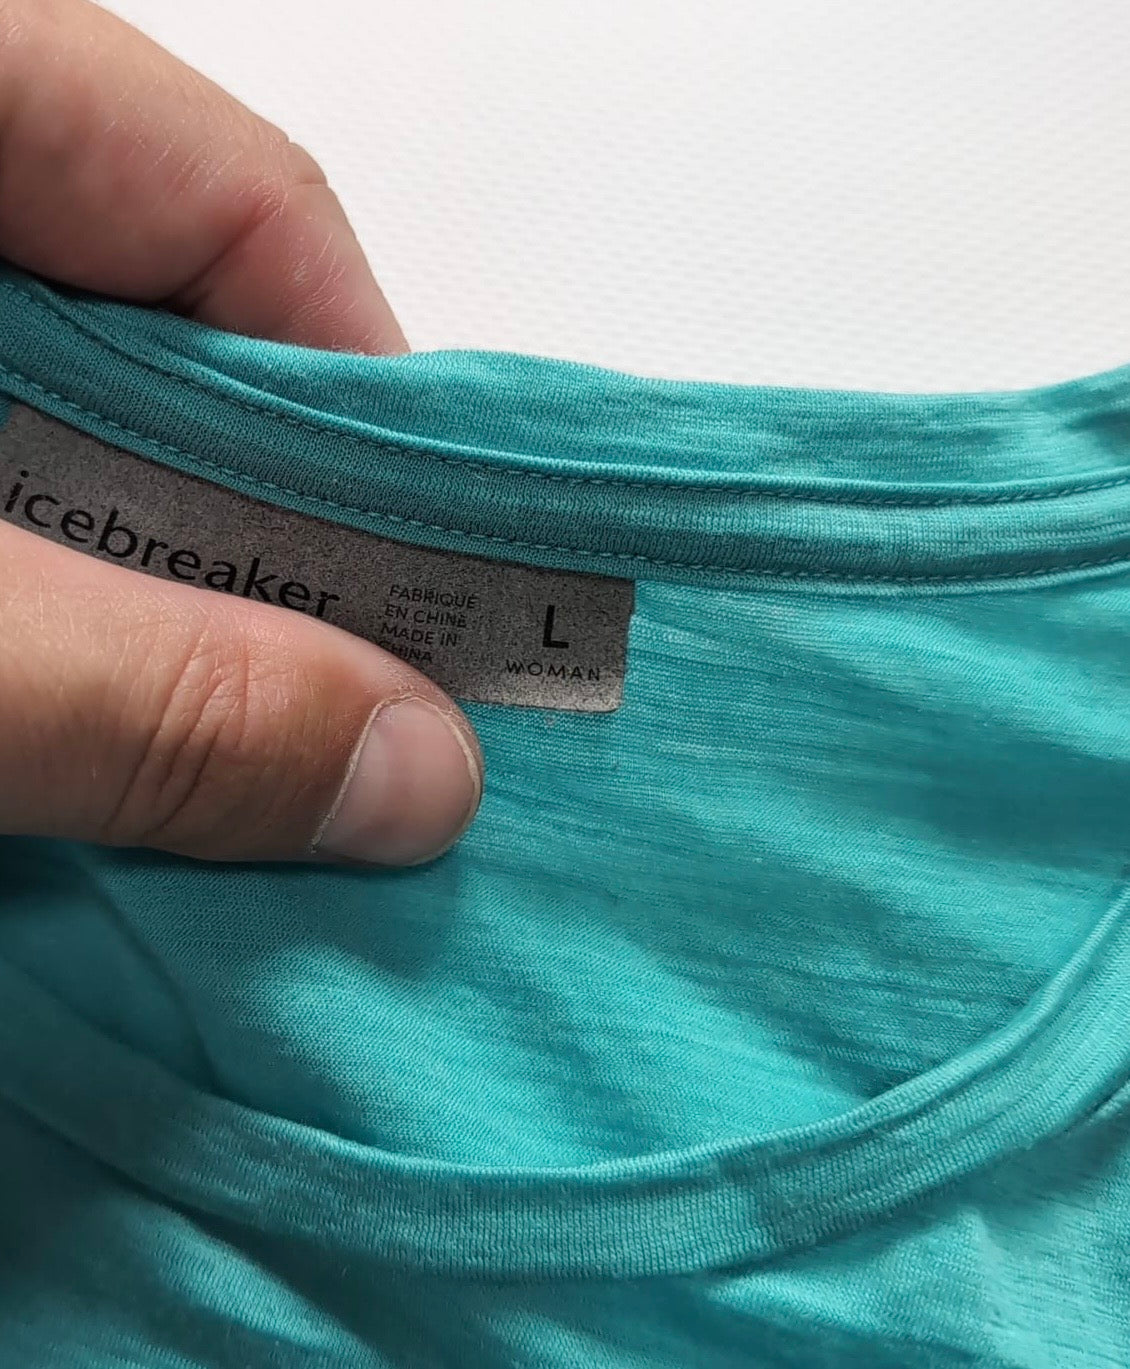 icebreaker
FABRIQUE
EN CHINE
MADE IN
CHINA
L
WOMAN